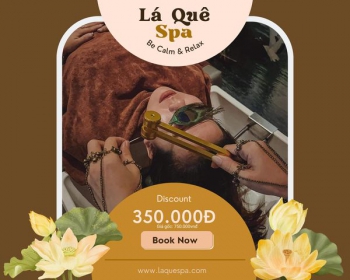 Lá Quê
Spa
Be Calm & Relax
Discount
350.000Đ
Book Now
www.laquespa.com